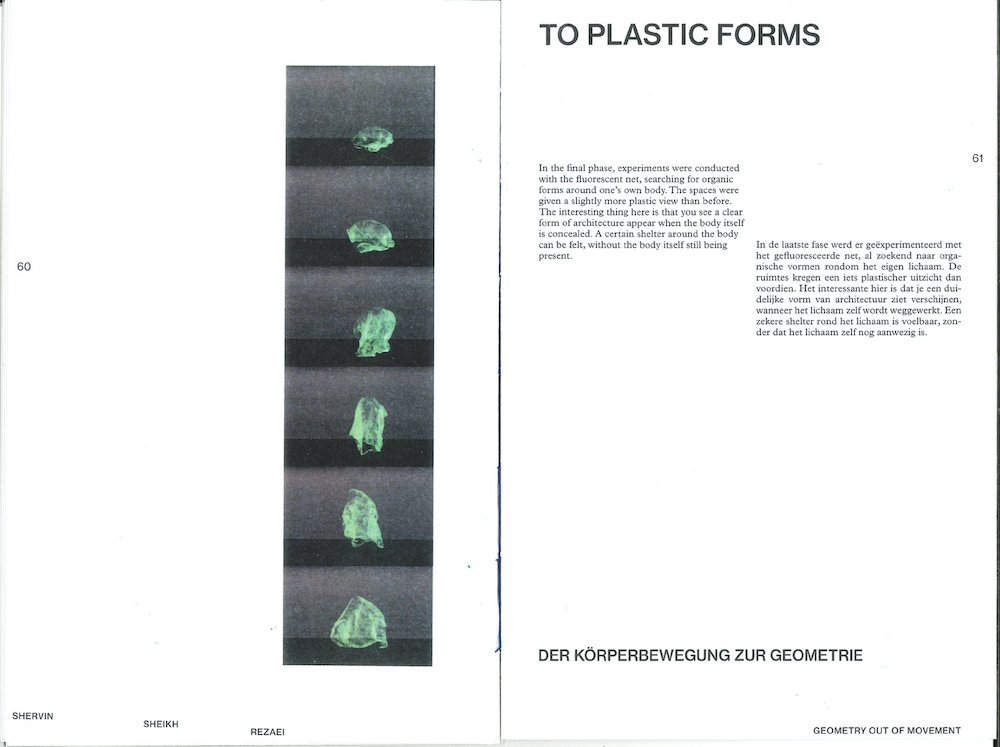 60
SHERVIN
SHEIKH
REZAEI
TO PLASTIC FORMS
61
In the final phase, experiments were conducted
with the fluorescent net, searching for organic
forms around one's own body. The spaces were
given a slightly more plastic view than before.
The interesting thing here is that you see a clear
form of architecture appear when the body itself
is concealed. A certain shelter around the body
can be felt, without the body itself still being
present.
In de laatste fase werd er geëxperimenteerd met
het gefluoresceerde net, al zoekend naar orga-
nische vormen rondom het eigen lichaam. De
ruimtes kregen een iets plastischer uitzicht dan
voordien. Het interessante hier is dat je een dui-
delijke vorm van architectuur ziet verschijnen,
wanneer het lichaam zelf wordt weggewerkt. Een
zekere shelter rond het lichaam is voelbaar, zon-
der dat het lichaam zelf nog aanwezig is.
DER KÖRPERBEWEGUNG ZUR GEOMETRIE
GEOMETRY OUT OF MOVEMENT